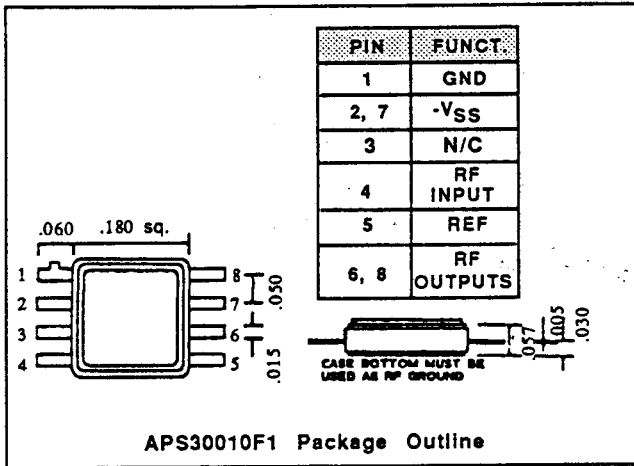 PIN FUNCT.
1 GND
2, 7 -VSS
3 N/C
4 RF INPUT
5 REF
6, 8 RF OUTPUTS
.060 .180 sq.
1 8
2 7
3 6
4 5
.050
.015
.057
.005
.030
CASE BOTTOM MUST BE
USED AS RF GROUND
APS30010F1 Package Outline